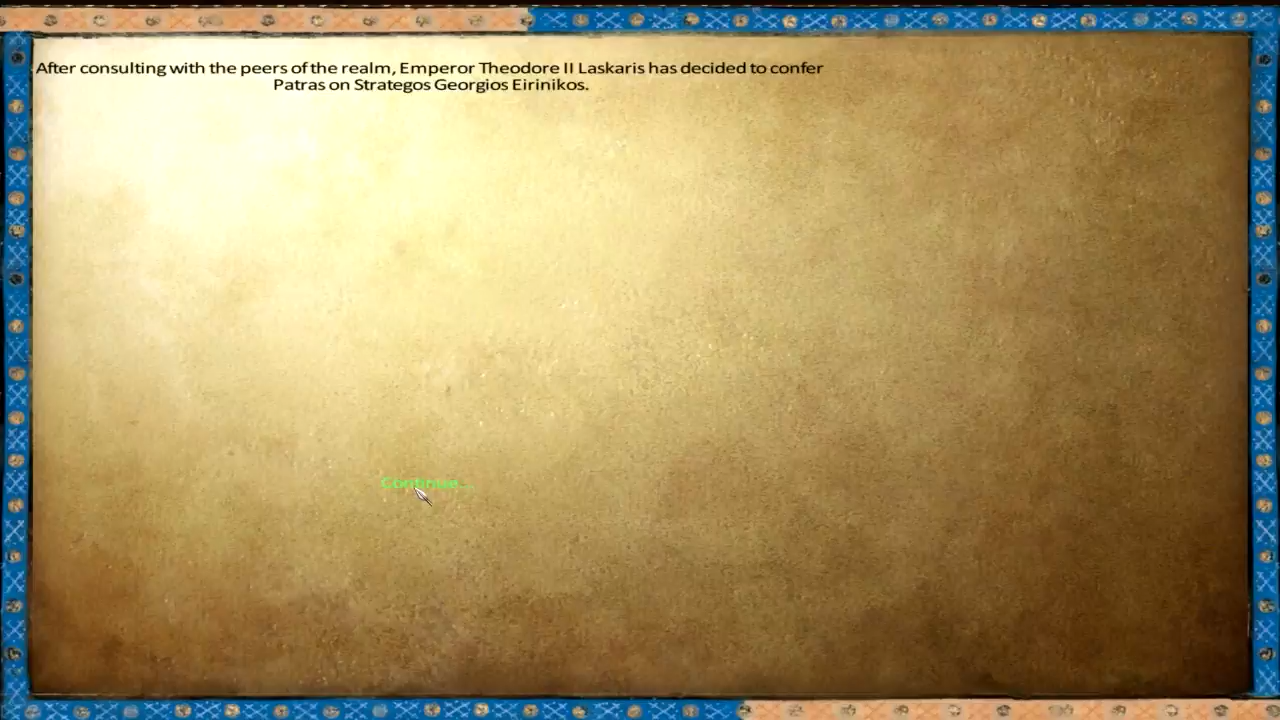 After consulting with the peers of the realm, Emperor Theodore II Laskaris has decided to confer
Patras on Strategos Georgios Eirinikos.
Continue...